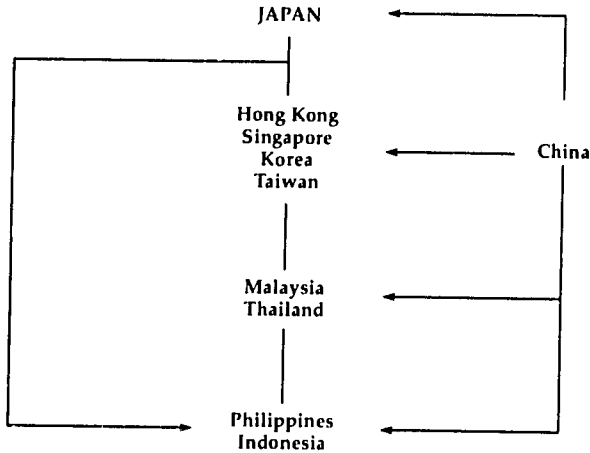 JAPAN
Hong Kong
Singapore
Korea
Taiwan
China
Malaysia
Thailand
Philippines
Indonesia